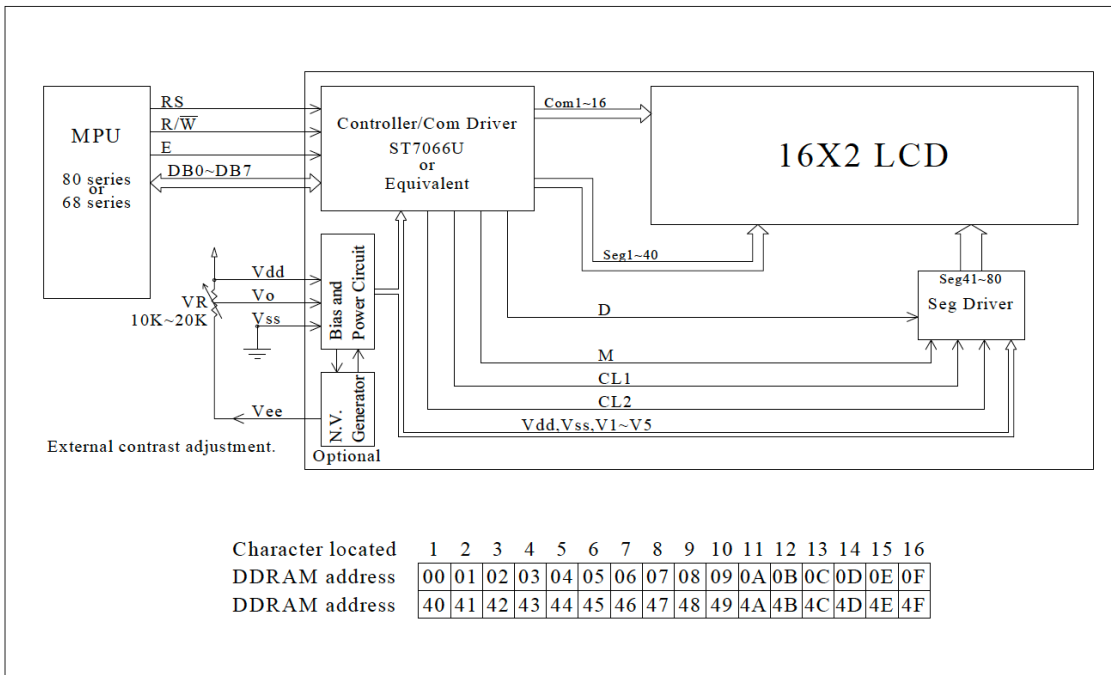 RS
R/W̅
E
DB0~DB7
MPU
80 series
or
68 series
Controller/Com Driver
ST7066U
or
Equivalent
Com1~16
16X2 LCD
Seg1~40
Seg41~80
Seg Driver
Vdd
Vo
Vss
VR
10K~20K
Bias and
Power Circuit
D
M
CL1
CL2
Vdd,Vss,V1~V5
Vee
N.V.
Generator
Optional
External contrast adjustment.
Character located 1 2 3 4 5 6 7 8 9 10 11 12 13 14 15 16
DDRAM address 00 01 02 03 04 05 06 07 08 09 0A 0B 0C 0D 0E 0F
DDRAM address 40 41 42 43 44 45 46 47 48 49 4A 4B 4C 4D 4E 4F